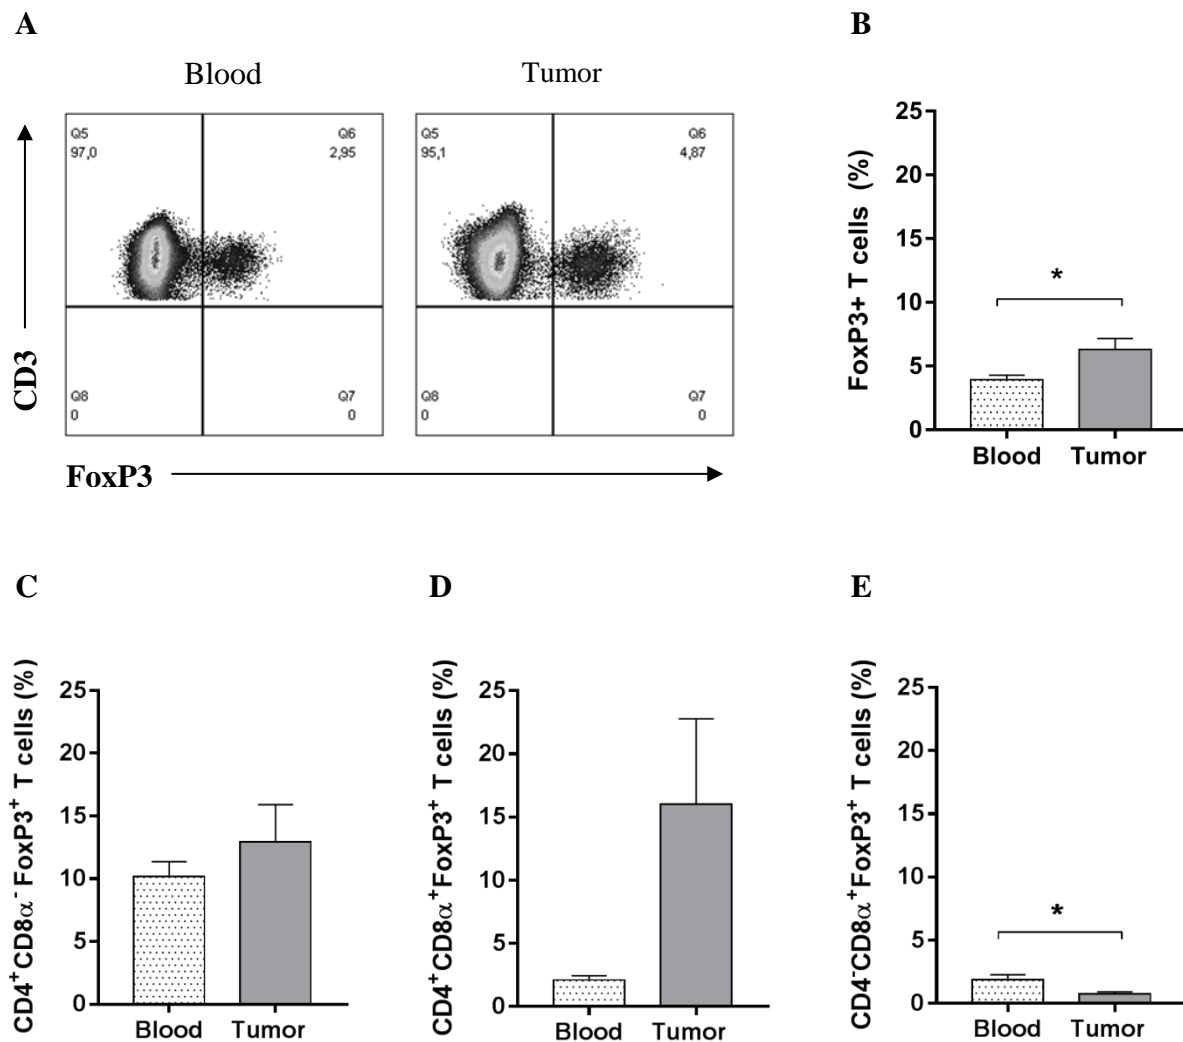 A
B
Blood
Tumor
Q5
97,0
Q6
2,95
Q8
0
Q7
0
Q5
95,1
Q6
4,87
Q8
0
Q7
0
CD3
FoxP3
FoxP3+ T cells (%)
25
20
15
10
5
0
*
Blood Tumor
C
D
E
CD4⁺CD8α⁻FoxP3⁺ T cells (%)
25
20
15
10
5
0
Blood Tumor
CD4⁺CD8α⁺FoxP3⁺ T cells (%)
25
20
15
10
5
0
Blood Tumor
CD4⁻CD8α⁺FoxP3⁺ T cells (%)
25
20
15
10
5
0
*
Blood Tumor